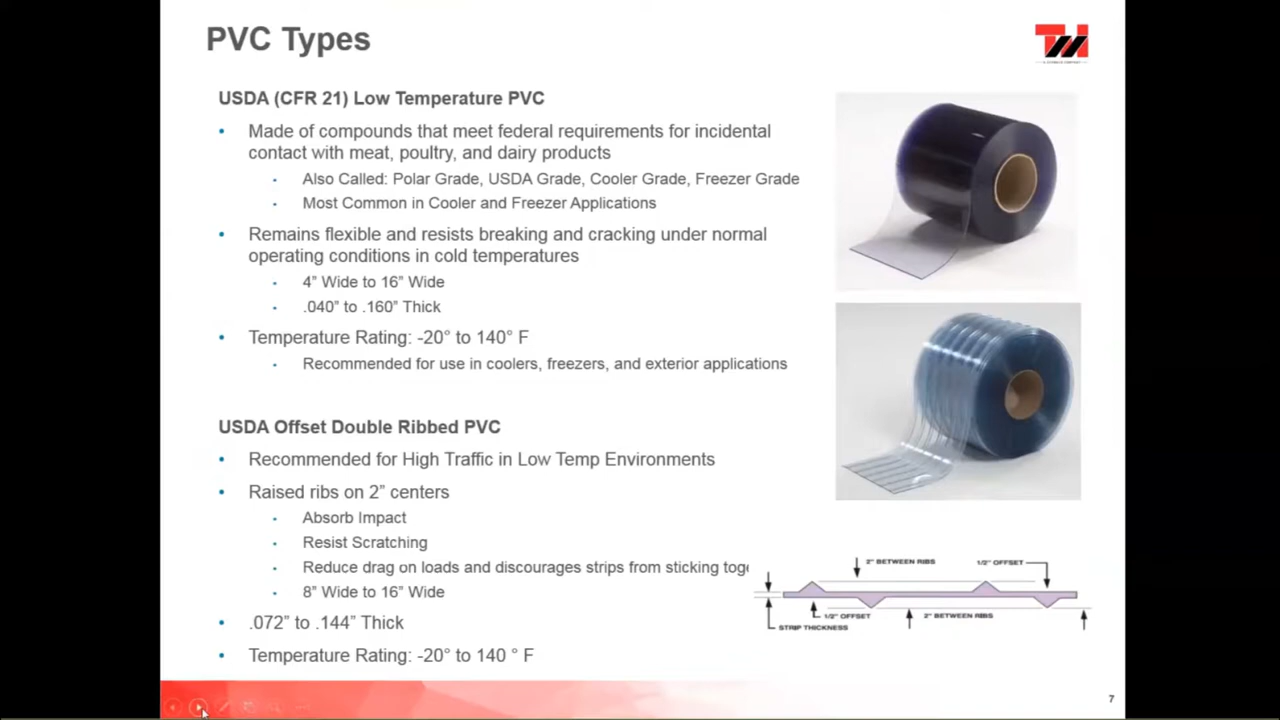 PVC Types
USDA (CFR 21) Low Temperature PVC
• Made of compounds that meet federal requirements for incidental
contact with meat, poultry, and dairy products
• Also Called: Polar Grade, USDA Grade, Cooler Grade, Freezer Grade
• Most Common in Cooler and Freezer Applications
• Remains flexible and resists breaking and cracking under normal
operating conditions in cold temperatures
• 4” Wide to 16” Wide
• .040” to .160” Thick
• Temperature Rating: -20° to 140° F
• Recommended for use in coolers, freezers, and exterior applications
USDA Offset Double Ribbed PVC
• Recommended for High Traffic in Low Temp Environments
• Raised ribs on 2” centers
• Absorb Impact
• Resist Scratching
• Reduce drag on loads and discourages strips from sticking toge
• 8” Wide to 16” Wide
• .072” to .144” Thick
• Temperature Rating: -20° to 140 ° F
2" BETWEEN RIBS
1/2" OFFSET
1/2" OFFSET
2" BETWEEN RIBS
STRIP THICKNESS
7